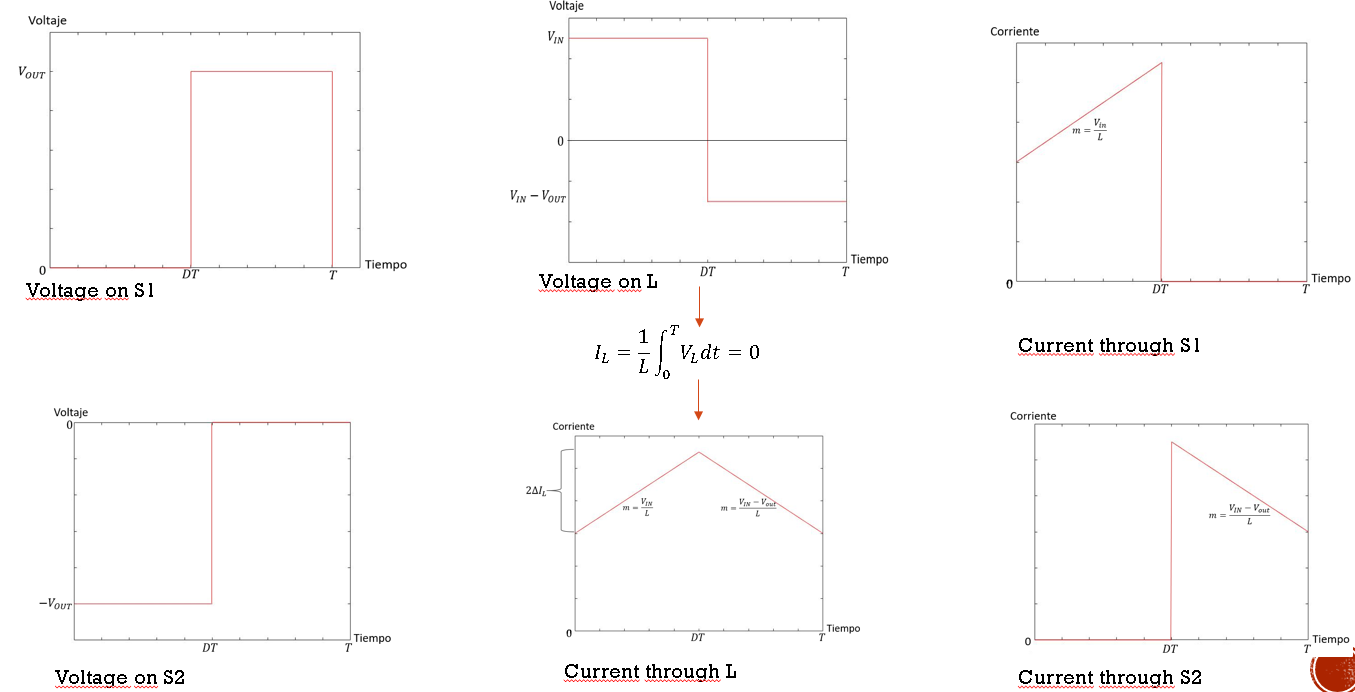 Voltaje
V_OUT
0
DT
T
Tiempo
Voltage on S1
Voltaje
V_IN
0
V_IN − V_OUT
DT
T
Tiempo
Voltage on L
Corriente
m = V_in/L
0
DT
T
Tiempo
Current through S1
I_L = 1/L ∫_0^T V_L dt = 0
Voltaje
0
−V_OUT
DT
T
Tiempo
Voltage on S2
Corriente
2ΔI_L
m = V_IN/L
m = V_IN − V_out/L
0
DT
T
Tiempo
Current through L
Corriente
m = V_IN − V_out/L
0
DT
T
Tiempo
Current through S2